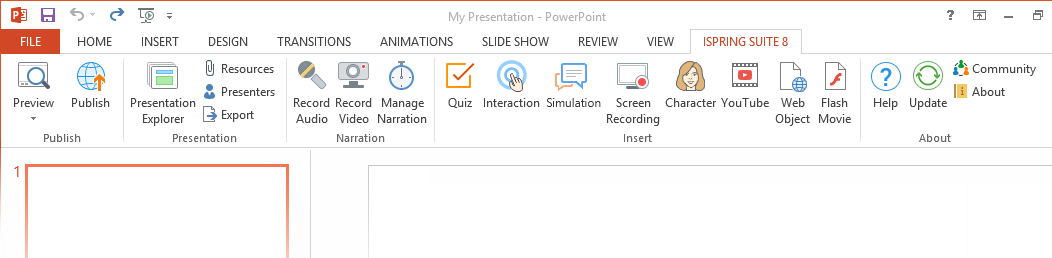 My Presentation - PowerPoint
FILE HOME INSERT DESIGN TRANSITIONS ANIMATIONS SLIDE SHOW REVIEW VIEW ISPRING SUITE 8
Preview
Publish
Publish
Presentation
Explorer
Resources
Presenters
Export
Presentation
Record
Audio
Record
Video
Manage
Narration
Narration
Quiz
Interaction
Simulation
Screen
Recording
Character
YouTube
Web
Object
Flash
Movie
Insert
Help
Update
Community
About
About
1